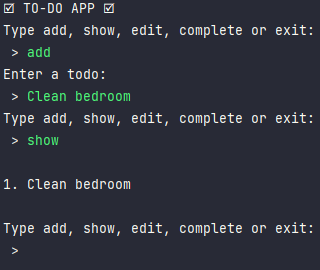 ☑ TO-DO APP ☑
Type add, show, edit, complete or exit:
> add
Enter a todo:
> Clean bedroom
Type add, show, edit, complete or exit:
> show
1. Clean bedroom
Type add, show, edit, complete or exit:
>